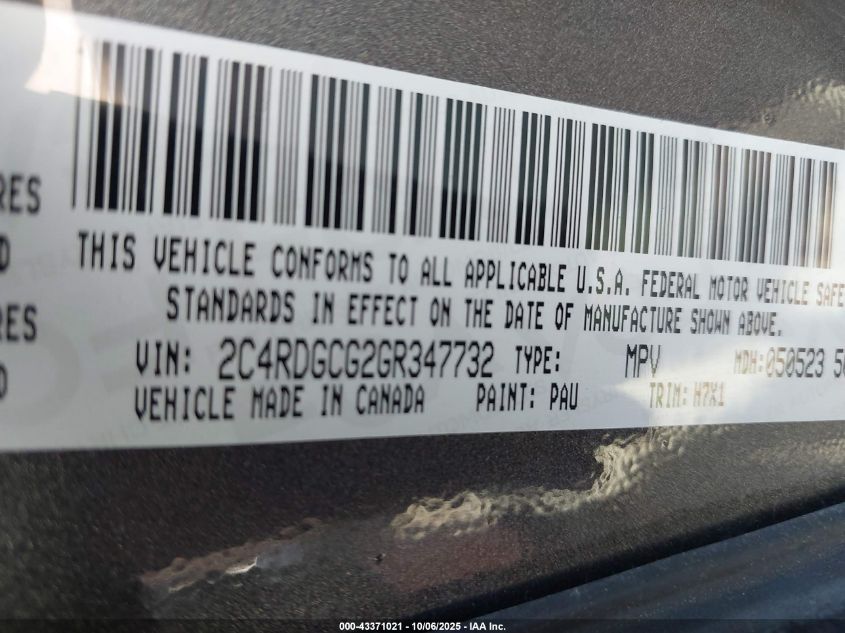 RES
D
RES
D
THIS VEHICLE CONFORMS TO ALL APPLICABLE U.S.A. FEDERAL MOTOR VEHICLE SAFE
STANDARDS IN EFFECT ON THE DATE OF MANUFACTURE SHOWN ABOVE.
VIN: 2C4RDGCG2GR347732 TYPE: MPV MDH:050523 50
VEHICLE MADE IN CANADA PAINT: PAU TRIM: H7X1
000-43371021 - 10/06/2025 - IAA Inc.